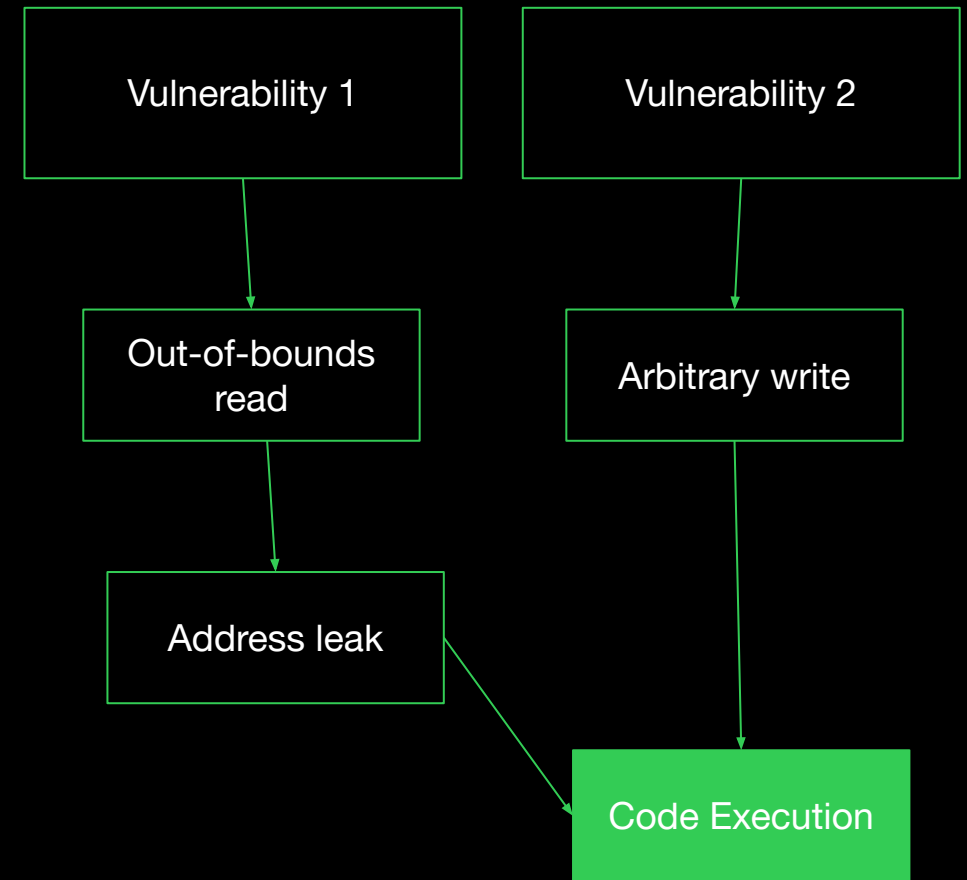 Vulnerability 1
Vulnerability 2
Out-of-bounds
read
Arbitrary write
Address leak
Code Execution